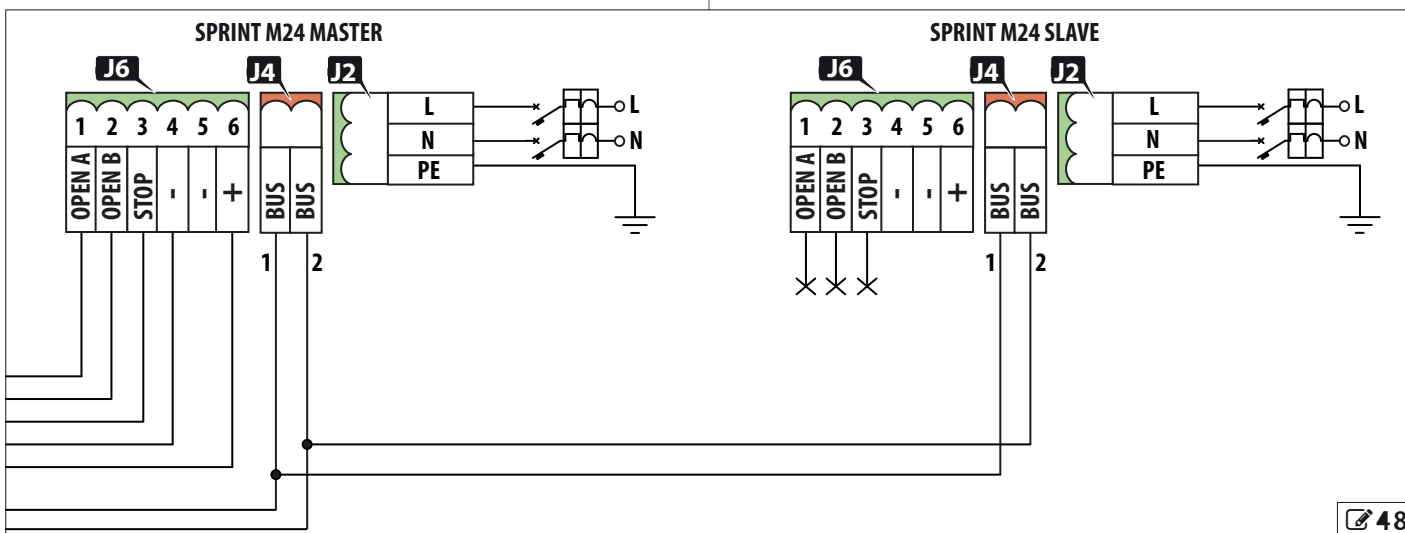 SPRINT M24 MASTER
J6
J4
J2
1 2 3 4 5 6
OPEN A
OPEN B
STOP
-
-
+
BUS
BUS
1 2
L
N
PE
L
N
SPRINT M24 SLAVE
J6
J4
J2
1 2 3 4 5 6
OPEN A
OPEN B
STOP
-
-
+
BUS
BUS
1 2
L
N
PE
L
N
48